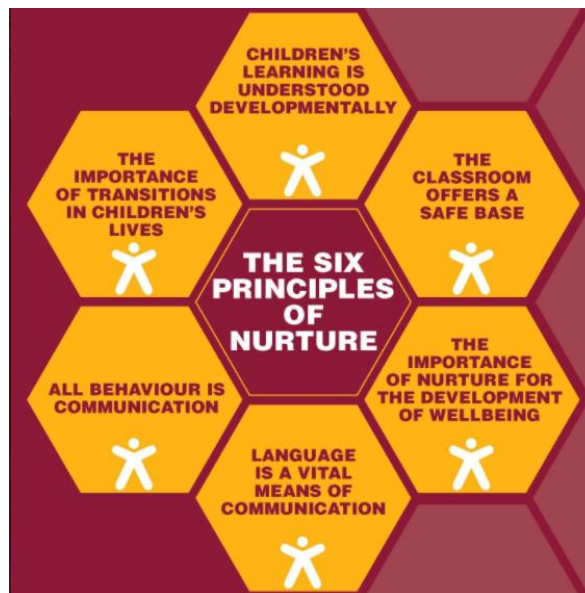 CHILDREN'S
LEARNING IS
UNDERSTOOD
DEVELOPMENTALLY
THE
IMPORTANCE
OF TRANSITIONS
IN CHILDREN'S
LIVES
THE
CLASSROOM
OFFERS A
SAFE BASE
THE SIX
PRINCIPLES
OF
NURTURE
ALL BEHAVIOUR IS
COMMUNICATION
THE
IMPORTANCE
OF NURTURE FOR
THE DEVELOPMENT
OF WELLBEING
LANGUAGE
IS A VITAL
MEANS OF
COMMUNICATION